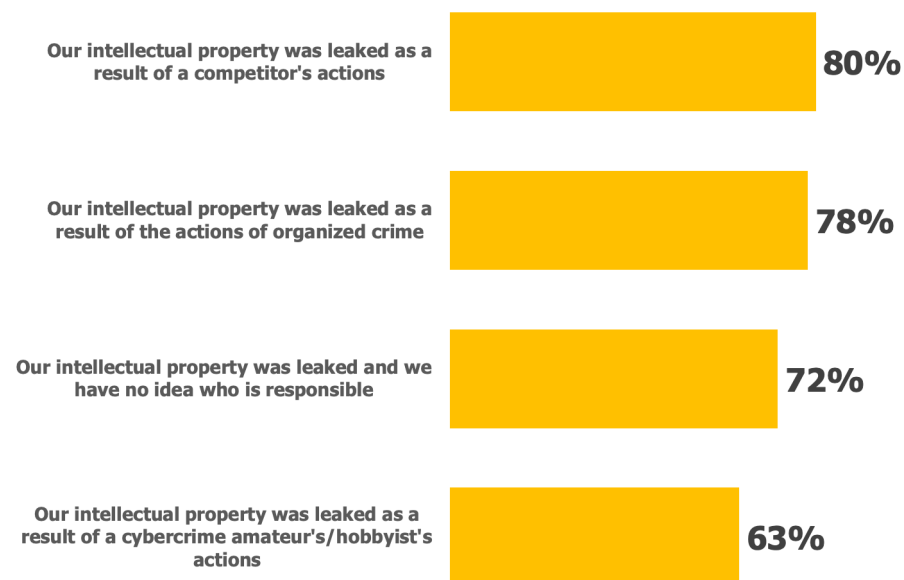 Our intellectual property was leaked as a
result of a competitor's actions
80%
Our intellectual property was leaked as a
result of the actions of organized crime
78%
Our intellectual property was leaked and we
have no idea who is responsible
72%
Our intellectual property was leaked as a
result of a cybercrime amateur's/hobbyist's
actions
63%